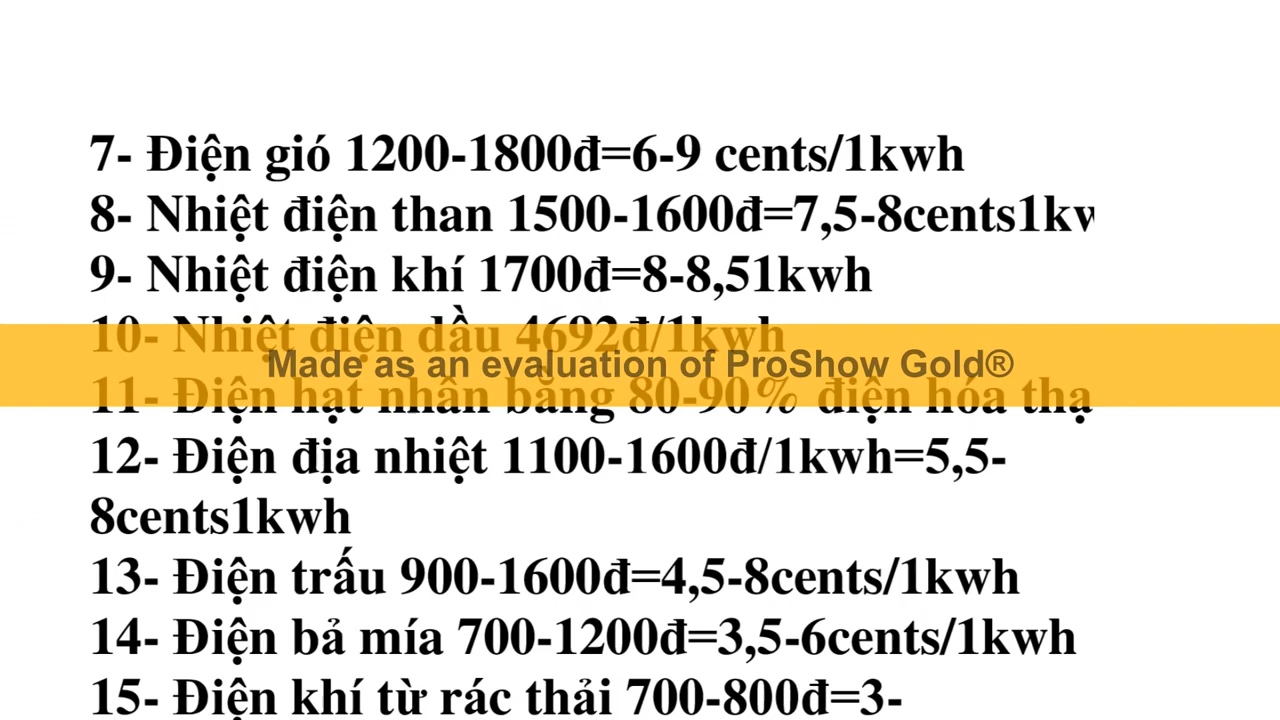 7- Điện gió 1200-1800đ=6-9 cents/1kwh
8- Nhiệt điện than 1500-1600đ=7,5-8cents1kw
9- Nhiệt điện khí 1700đ=8-8,51kwh
10- Nhiệt điện dầu 4692đ/1kwh
Made as an evaluation of ProShow Gold®
11- Điện hạt nhân bằng 80-90% điện hóa thạ
12- Điện địa nhiệt 1100-1600đ/1kwh=5,5-
8cents1kwh
13- Điện trấu 900-1600đ=4,5-8cents/1kwh
14- Điện bả mía 700-1200đ=3,5-6cents/1kwh
15- Điện khí từ rác thải 700-800đ=3-